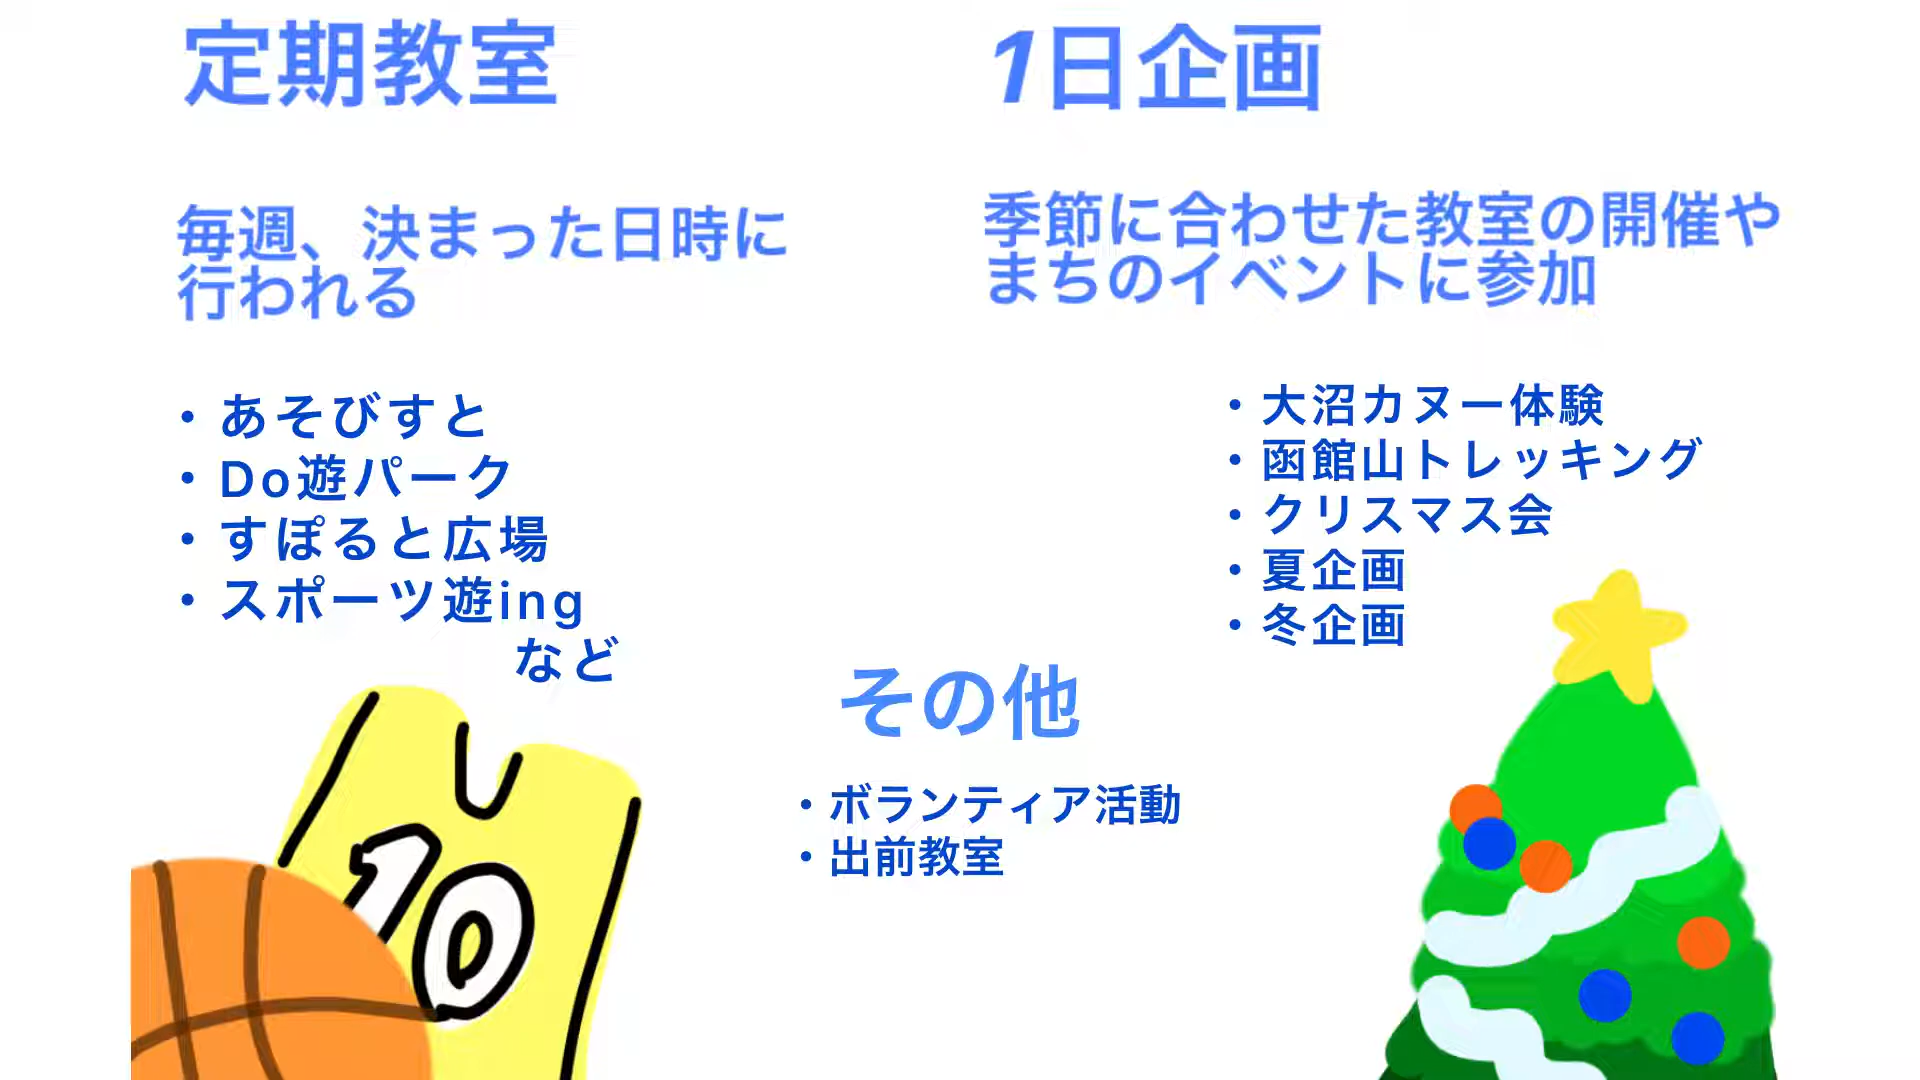 定期教室
毎週、決まった日時に
行われる
・あそびすと
・Do遊パーク
・すぽると広場
・スポーツ遊ing
など
1日企画
季節に合わせた教室の開催や
まちのイベントに参加
・大沼カヌー体験
・函館山トレッキング
・クリスマス会
・夏企画
・冬企画
その他
・ボランティア活動
・出前教室
10